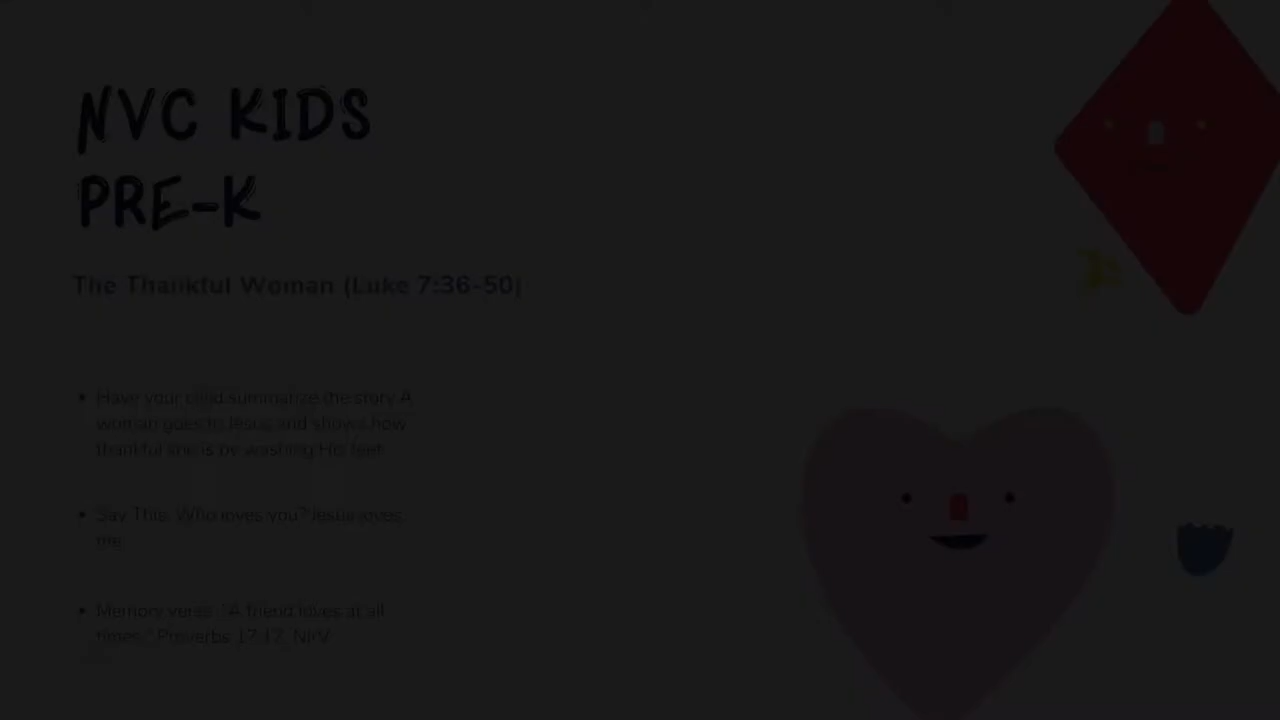 NVC KIDS
PRE-K
The Thankful Woman (Luke 7:36-50)
• Have your child summarize the story A
woman goes to Jesus and shows how
thankful she is by washing His feet
• Say This: Who loves you? Jesus loves
me.
• Memory verse: "A friend loves at all
times." Proverbs 17:17, NIrV